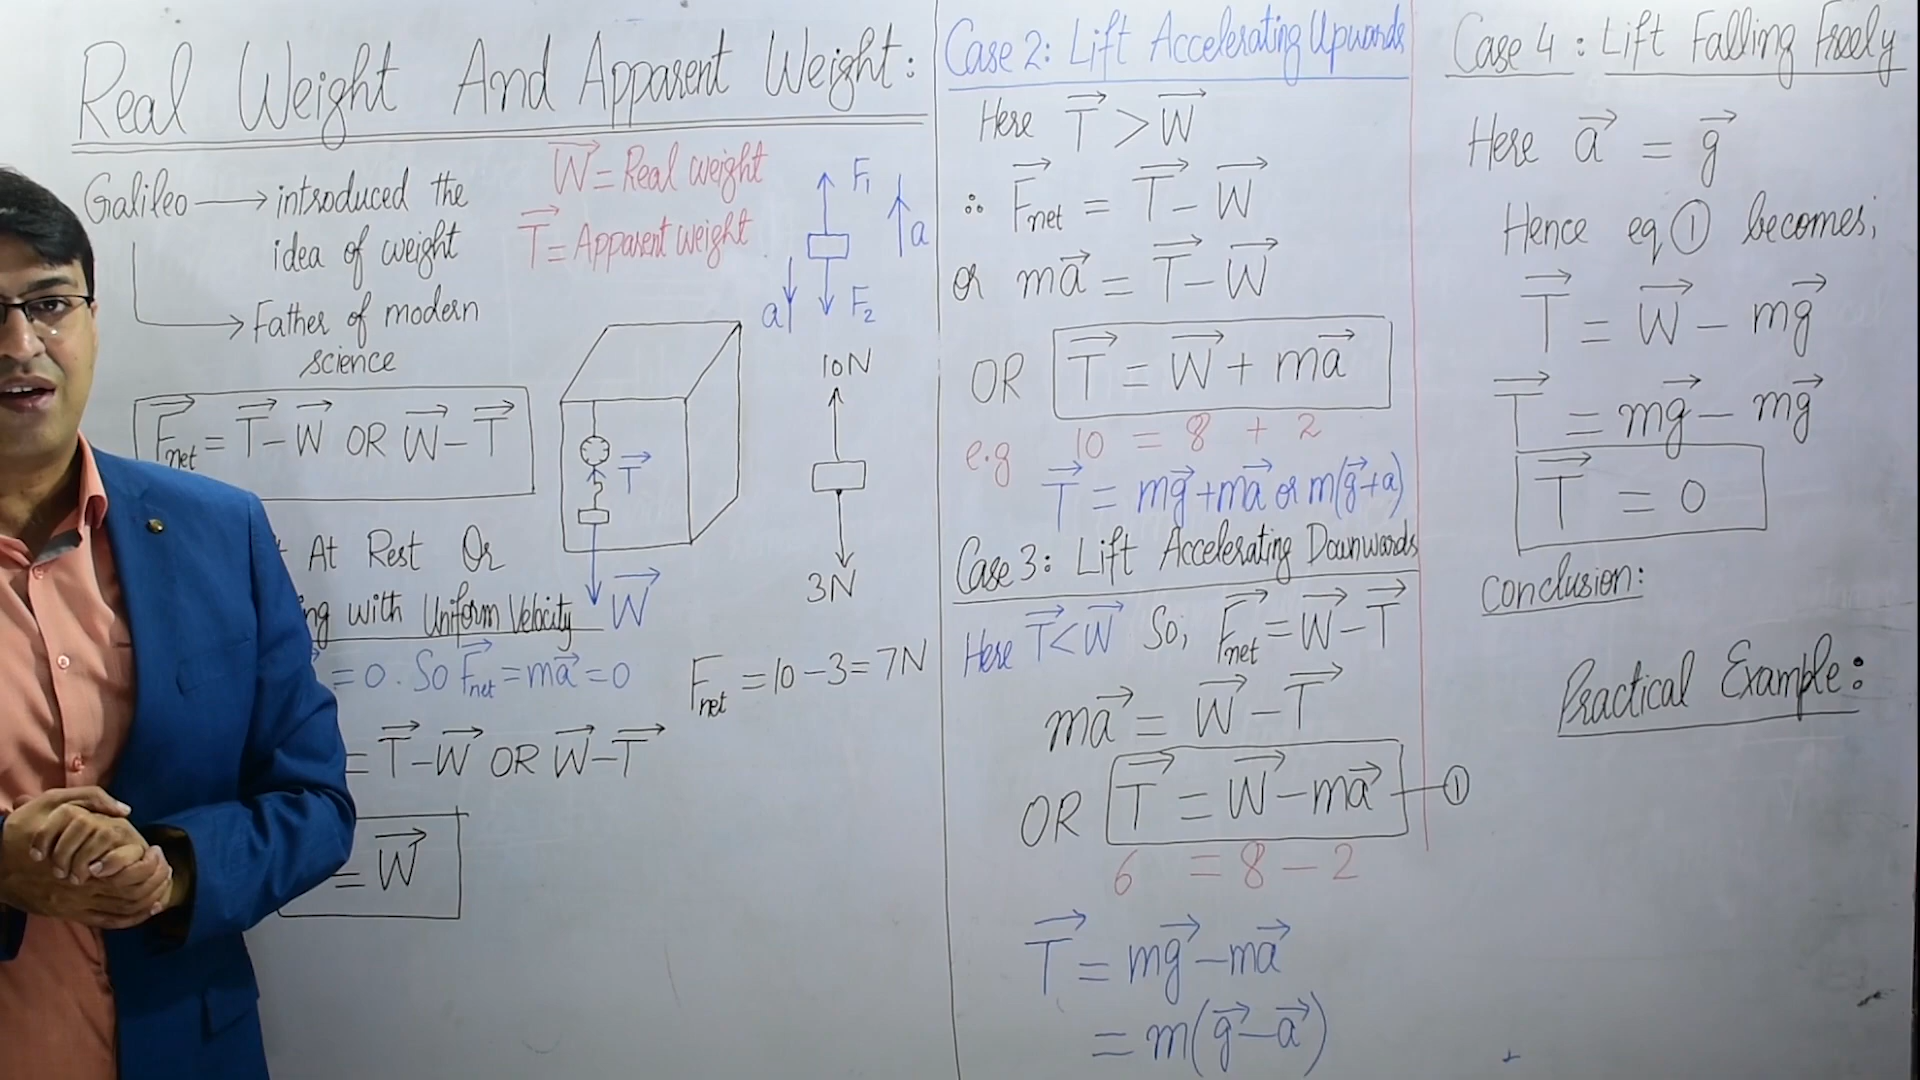 Real Weight And Apparent Weight:
Galileo → introduced the
idea of weight
→ Father of modern
science
W⃗ = Real weight
T⃗ = Apparent weight
F₁
a
a
F₂
F⃗net = T⃗ - W⃗ OR W⃗ - T⃗
T⃗
W⃗
10N
3N
Fnet = 10 - 3 = 7N
At Rest Or
with Uniform Velocity
= 0. So F⃗net = ma⃗ = 0
= T⃗ - W⃗ OR W⃗ - T⃗
= W⃗
Case 2: Lift Accelerating Upwards
Here T⃗ > W⃗
∴ F⃗net = T⃗ - W⃗
or ma⃗ = T⃗ - W⃗
OR T⃗ = W⃗ + ma⃗
e.g 10 = 8 + 2
T⃗ = mg⃗ + ma⃗ or m(g⃗ + a⃗)
Case 3: Lift Accelerating Downwards
Here T⃗ < W⃗ So, F⃗net = W⃗ - T⃗
ma⃗ = W⃗ - T⃗
OR T⃗ = W⃗ - ma⃗ — ①
6 = 8 - 2
T⃗ = mg⃗ - ma⃗
= m(g⃗ - a⃗)
Case 4: Lift Falling Freely
Here a⃗ = g⃗
Hence eq ① becomes;
T⃗ = W⃗ - mg⃗
T⃗ = mg⃗ - mg⃗
T⃗ = 0
Conclusion:
Practical Example: